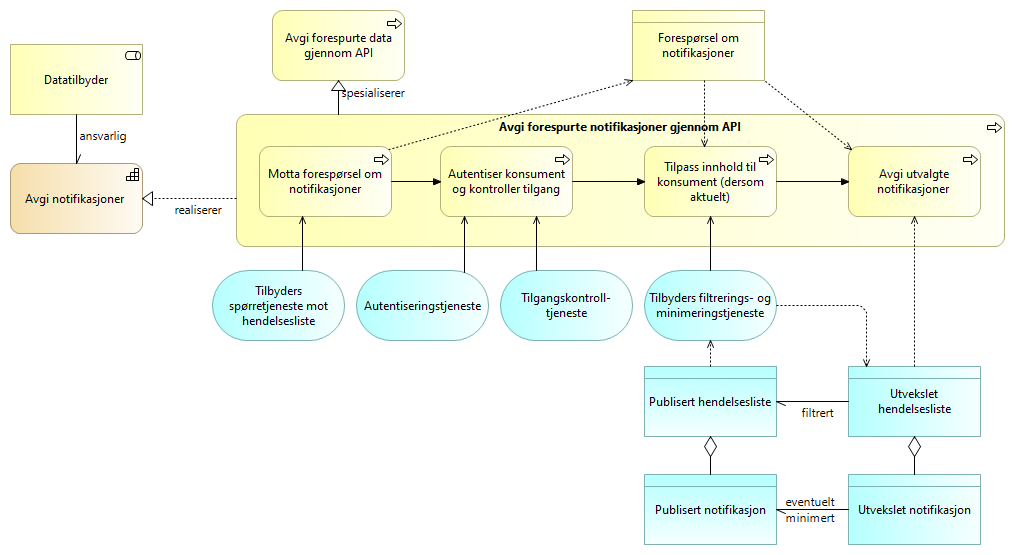 Avgi forespurte data
gjennom API
Forespørsel om
notifikasjoner
Datatilbyder
spesialiserer
ansvarlig
Avgi forespurte notifikasjoner gjennom API
Motta forespørsel om
notifikasjoner
Autentiser konsument
og kontroller tilgang
Tilpass innhold til
konsument (dersom
aktuelt)
Avgi utvalgte
notifikasjoner
Avgi notifikasjoner
realiserer
Tilbyders
spørretjeneste mot
hendelsesliste
Autentiseringstjeneste
Tilgangskontroll-
tjeneste
Tilbyders filtrerings- og
minimeringstjeneste
Publisert hendelsesliste
filtrert
Utvekslet
hendelsesliste
Publisert notifikasjon
eventuelt
minimert
Utvekslet notifikasjon